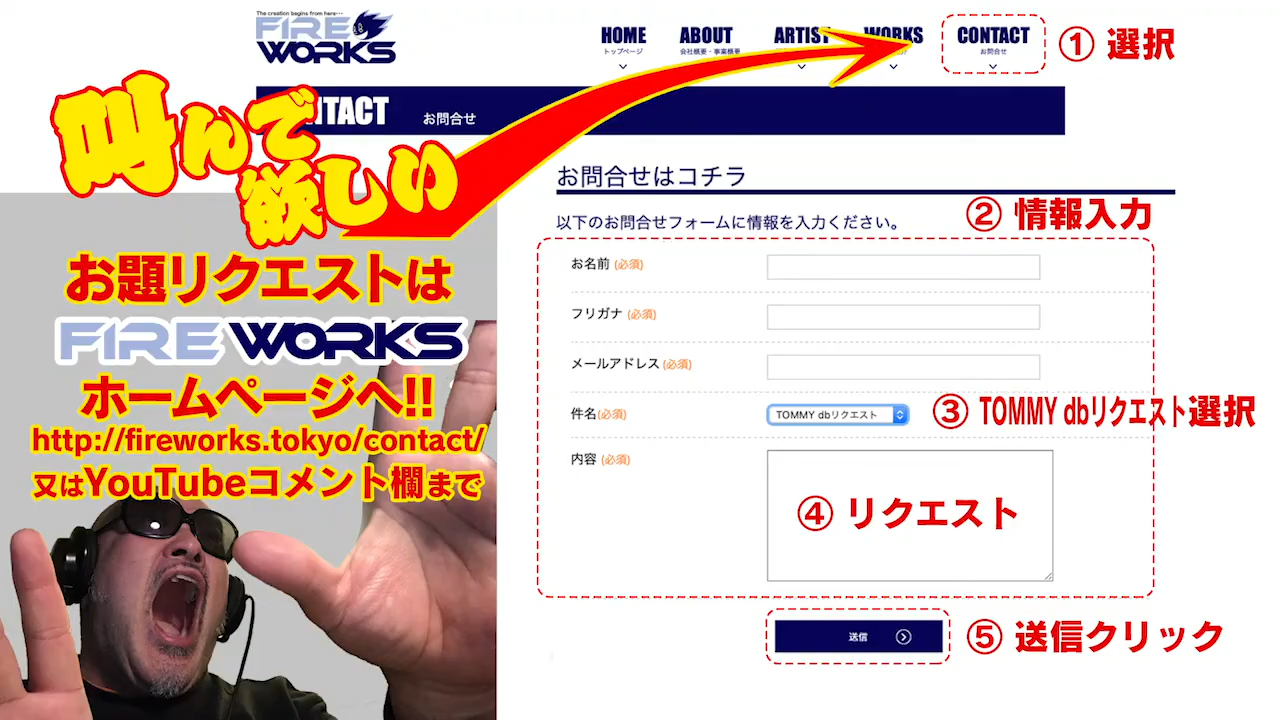 The creation begins from here…
FIRE
WORKS
HOME
トップページ
ABOUT
会社概要・事業概要
ARTIST
WORKS
CONTACT
お問合せ
① 選択
NTACT
お問合せ
叫んで
欲しい
お題リクエストは
FIRE WORKS
ホームページへ!!
http://fireworks.tokyo/contact/
又はYouTubeコメント欄まで
お問合せはコチラ
以下のお問合せフォームに情報を入力ください。
② 情報入力
お名前 (必須)
フリガナ (必須)
メールアドレス (必須)
件名(必須)
TOMMY dbリクエスト
③ TOMMY dbリクエスト選択
内容 (必須)
④ リクエスト
送信
⑤ 送信クリック